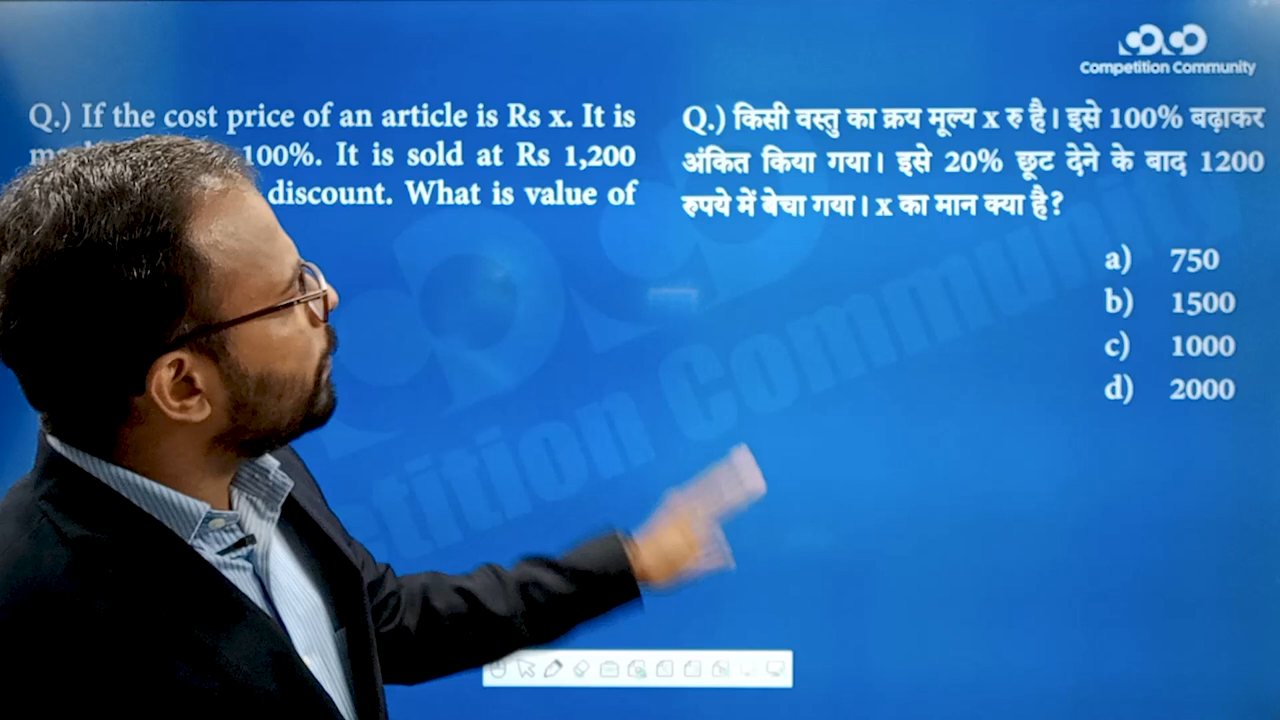 Competition Community
Q.) If the cost price of an article is Rs x. It is
100%. It is sold at Rs 1,200
discount. What is value of
Q.) किसी वस्तु का क्रय मूल्य x रु है। इसे 100% बढ़ाकर
अंकित किया गया। इसे 20% छूट देने के बाद 1200
रुपये में बेचा गया। x का मान क्या है?
a) 750
b) 1500
c) 1000
d) 2000
Competition Community